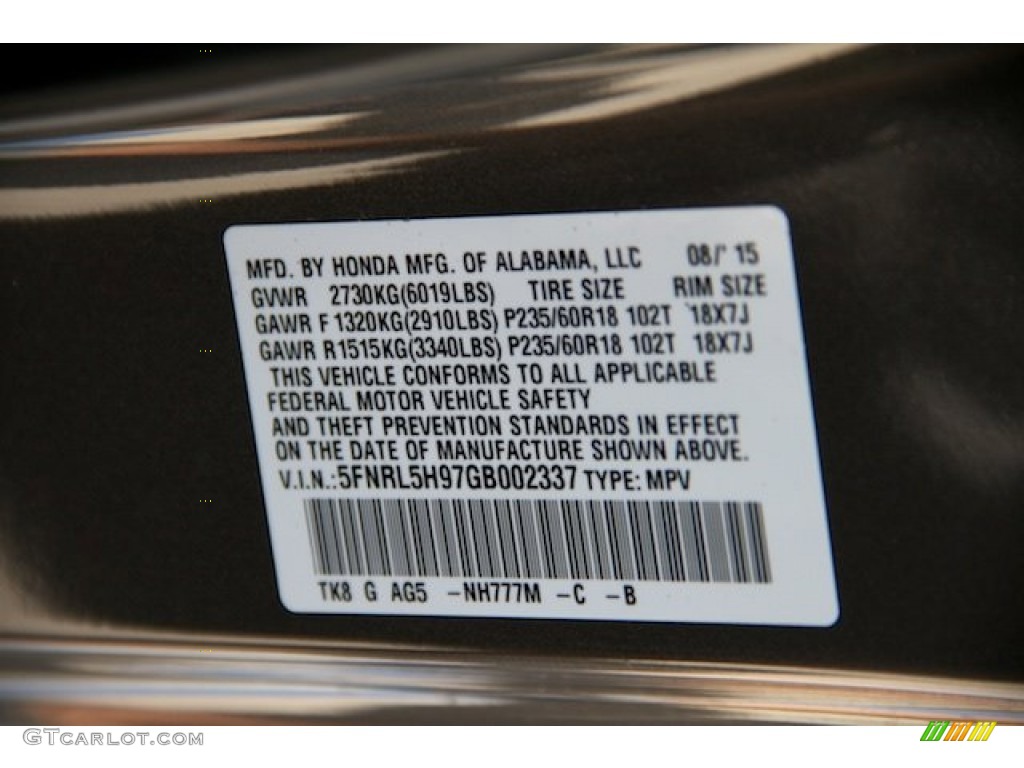 MFD. BY HONDA MFG. OF ALABAMA, LLC 08/' 15
GVWR 2730KG(6019LBS) TIRE SIZE RIM SIZE
GAWR F 1320KG(2910LBS) P235/60R18 102T 18X7J
GAWR R1515KG(3340LBS) P235/60R18 102T 18X7J
THIS VEHICLE CONFORMS TO ALL APPLICABLE
FEDERAL MOTOR VEHICLE SAFETY
AND THEFT PREVENTION STANDARDS IN EFFECT
ON THE DATE OF MANUFACTURE SHOWN ABOVE.
V.I.N.:5FNRL5H97GB002337 TYPE: MPV
TK8 G AG5 -NH777M -C -B
GTcarlot.com